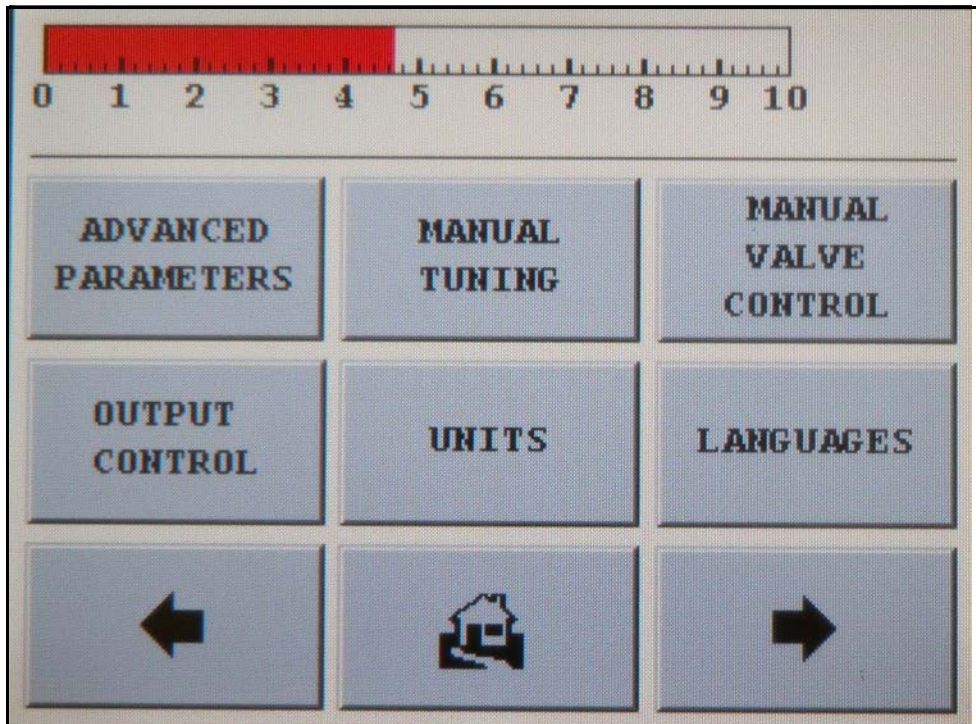 0 1 2 3 4 5 6 7 8 9 10
ADVANCED
PARAMETERS
MANUAL
TUNING
MANUAL
VALVE
CONTROL
OUTPUT
CONTROL
UNITS
LANGUAGES